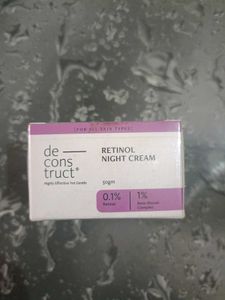 [FOR ALL SKIN TYPES]
de —
cons
truct®
Highly Effective Yet Gentle
RETINOL
NIGHT CREAM
50gm
0.1%
Retinol
1%
Complex